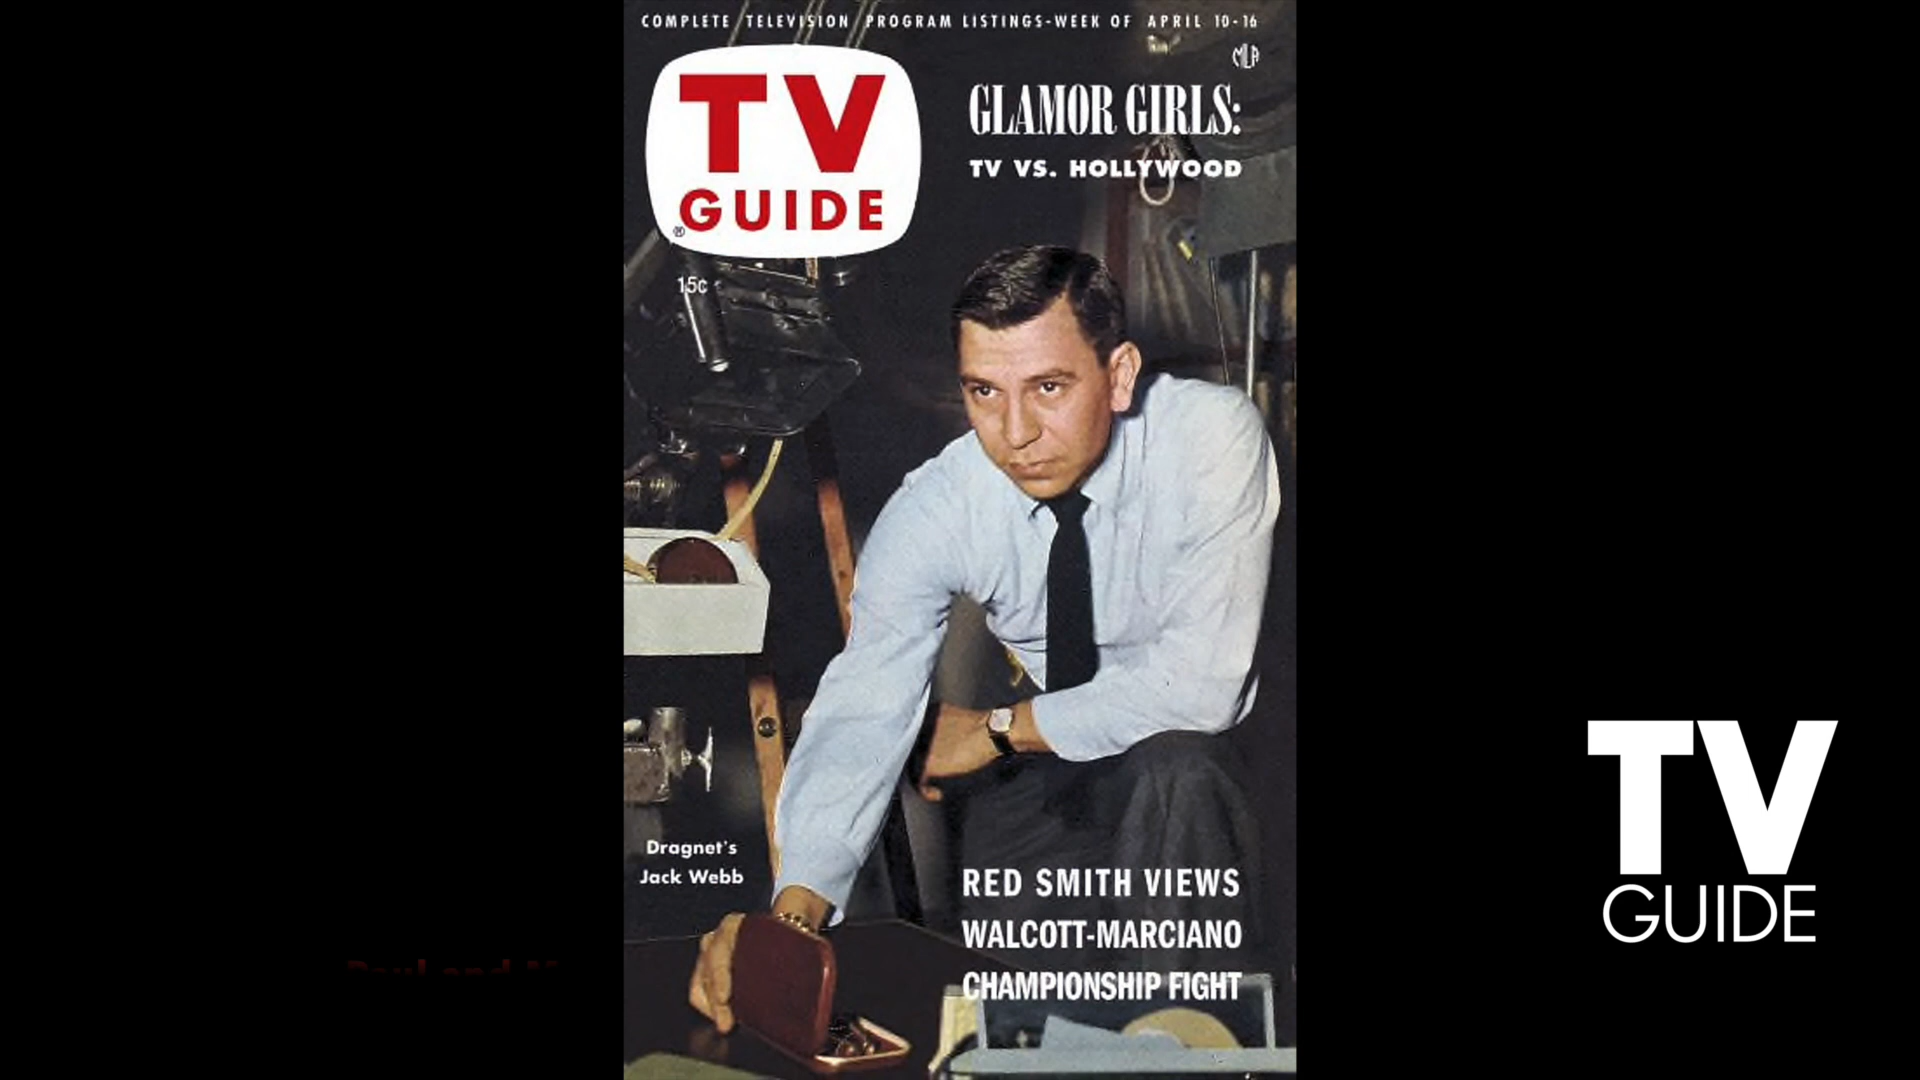 COMPLETE TELEVISION PROGRAM LISTINGS-WEEK OF APRIL 10-16
MLA
TV
GUIDE
®
15¢
GLAMOR GIRLS:
TV VS. HOLLYWOOD
Dragnet's
Jack Webb
RED SMITH VIEWS
WALCOTT-MARCIANO
CHAMPIONSHIP FIGHT
TV
GUIDE